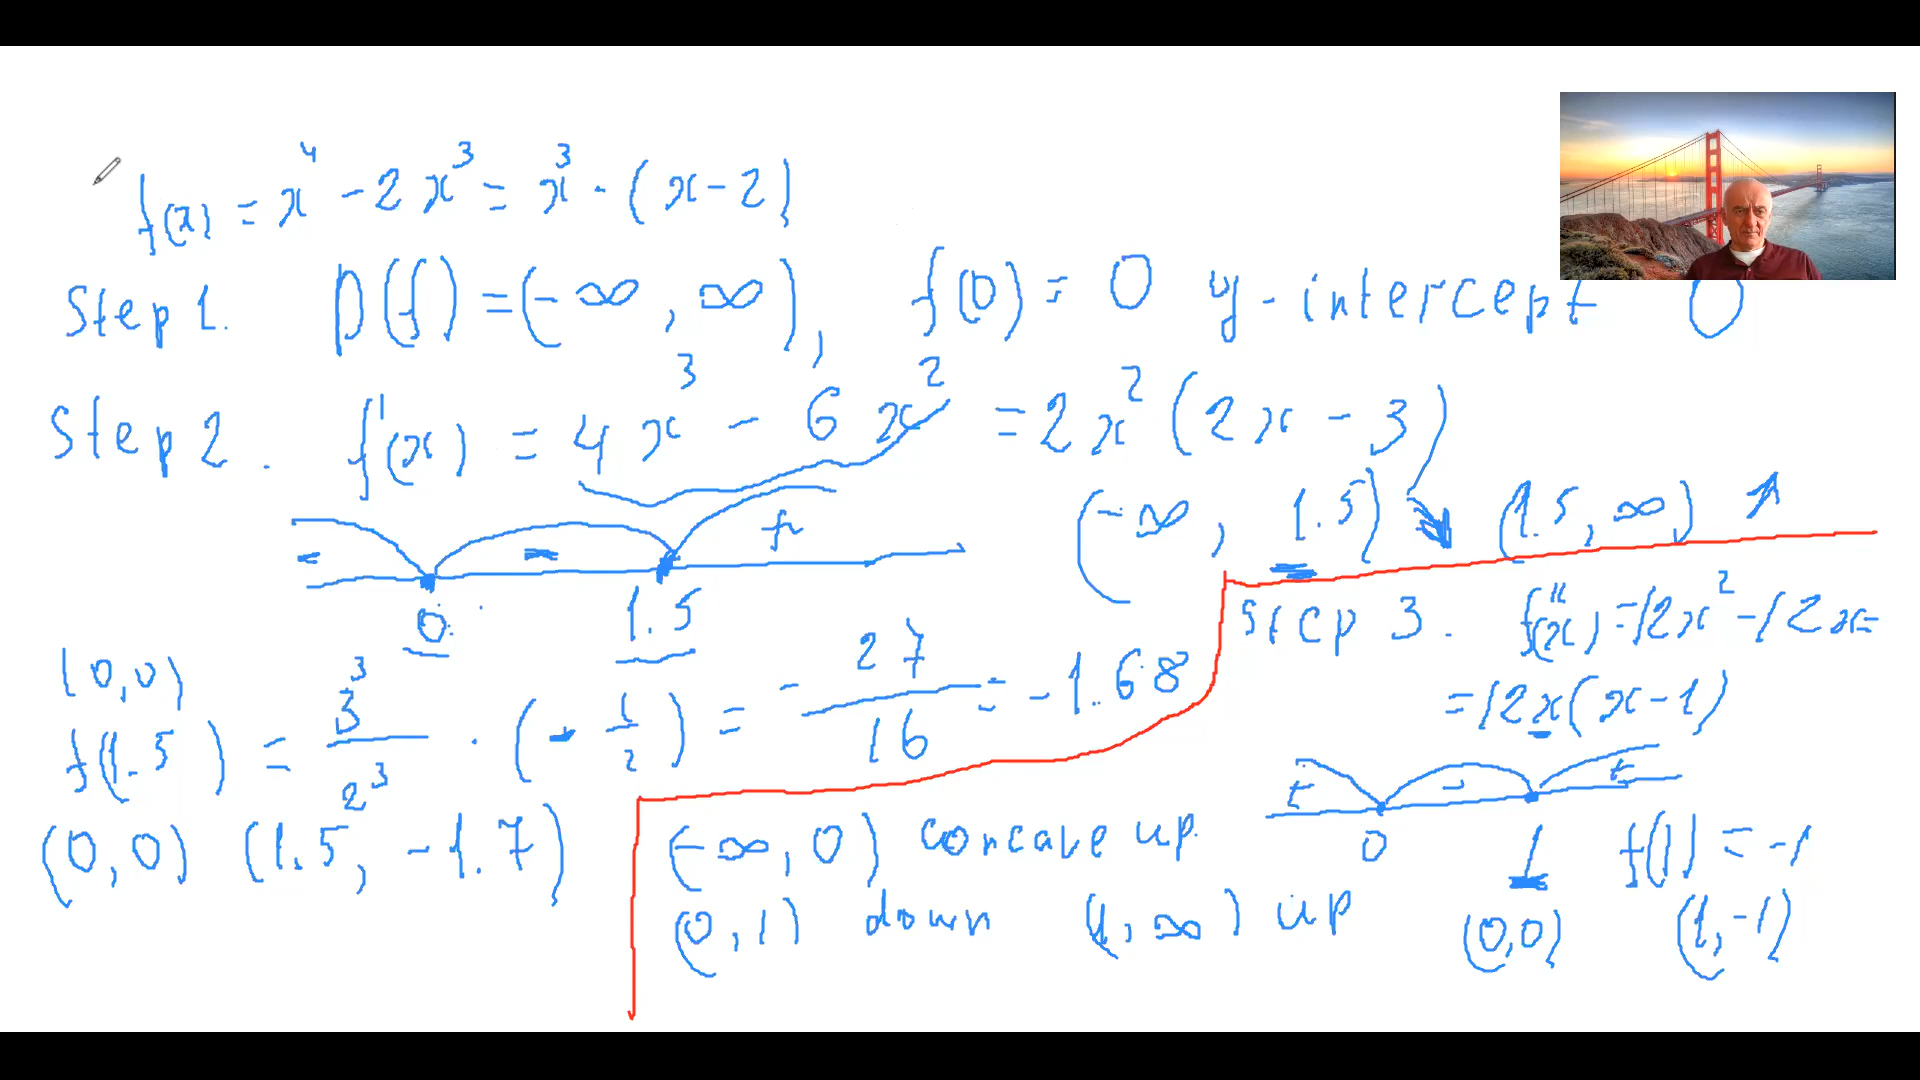 f(x) = x⁴ - 2x³ = x³ · (x - 2)
Step 1. D(f) = (-∞, ∞), f(0) = 0 y-intercept 0
Step 2. f'(x) = 4x³ - 6x² = 2x² (2x - 3)
(-∞, 1.5) ↘ (1.5, ∞) ↗
- - +
0 1.5
(0,0)
f(1.5) = 3³/2³ · (-1/2) = - 27/16 = -1.68
(0,0) (1.5, -1.7)
Step 3. f''(x) = 12x² - 12x =
= 12x(x - 1)
+ - +
0 1 f(1) = -1
(0,0) (1,-1)
(-∞, 0) concave up
(0,1) down (1, ∞) up